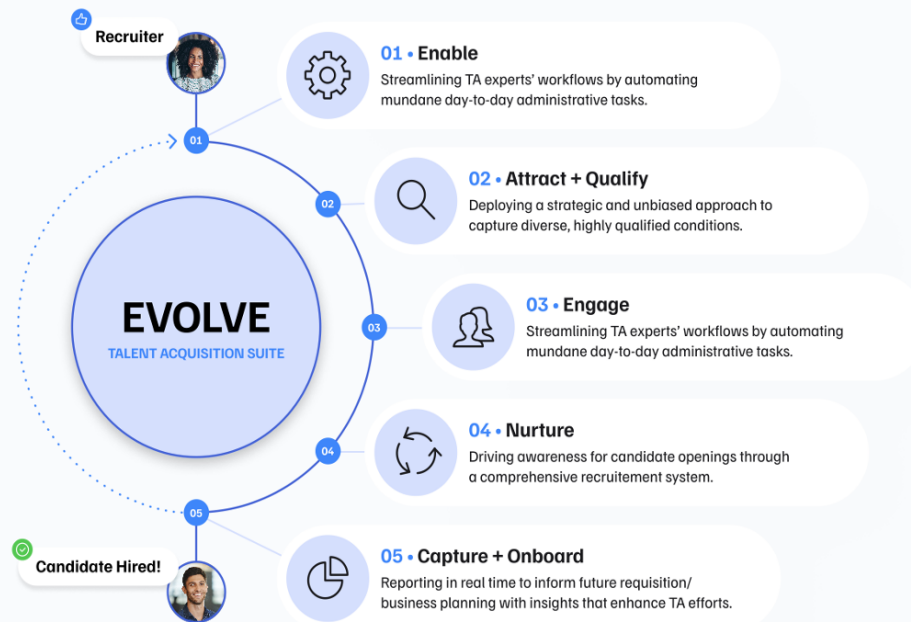 Recruiter
01 • Enable
Streamlining TA experts’ workflows by automating
mundane day-to-day administrative tasks.
01
02 • Attract + Qualify
Deploying a strategic and unbiased approach to
capture diverse, highly qualified conditions.
02
03 • Engage
Streamlining TA experts’ workflows by automating
mundane day-to-day administrative tasks.
03
EVOLVE
TALENT ACQUISITION SUITE
04 • Nurture
Driving awareness for candidate openings through
a comprehensive recruitement system.
04
05 • Capture + Onboard
Reporting in real time to inform future requisition/
business planning with insights that enhance TA efforts.
05
Candidate Hired!